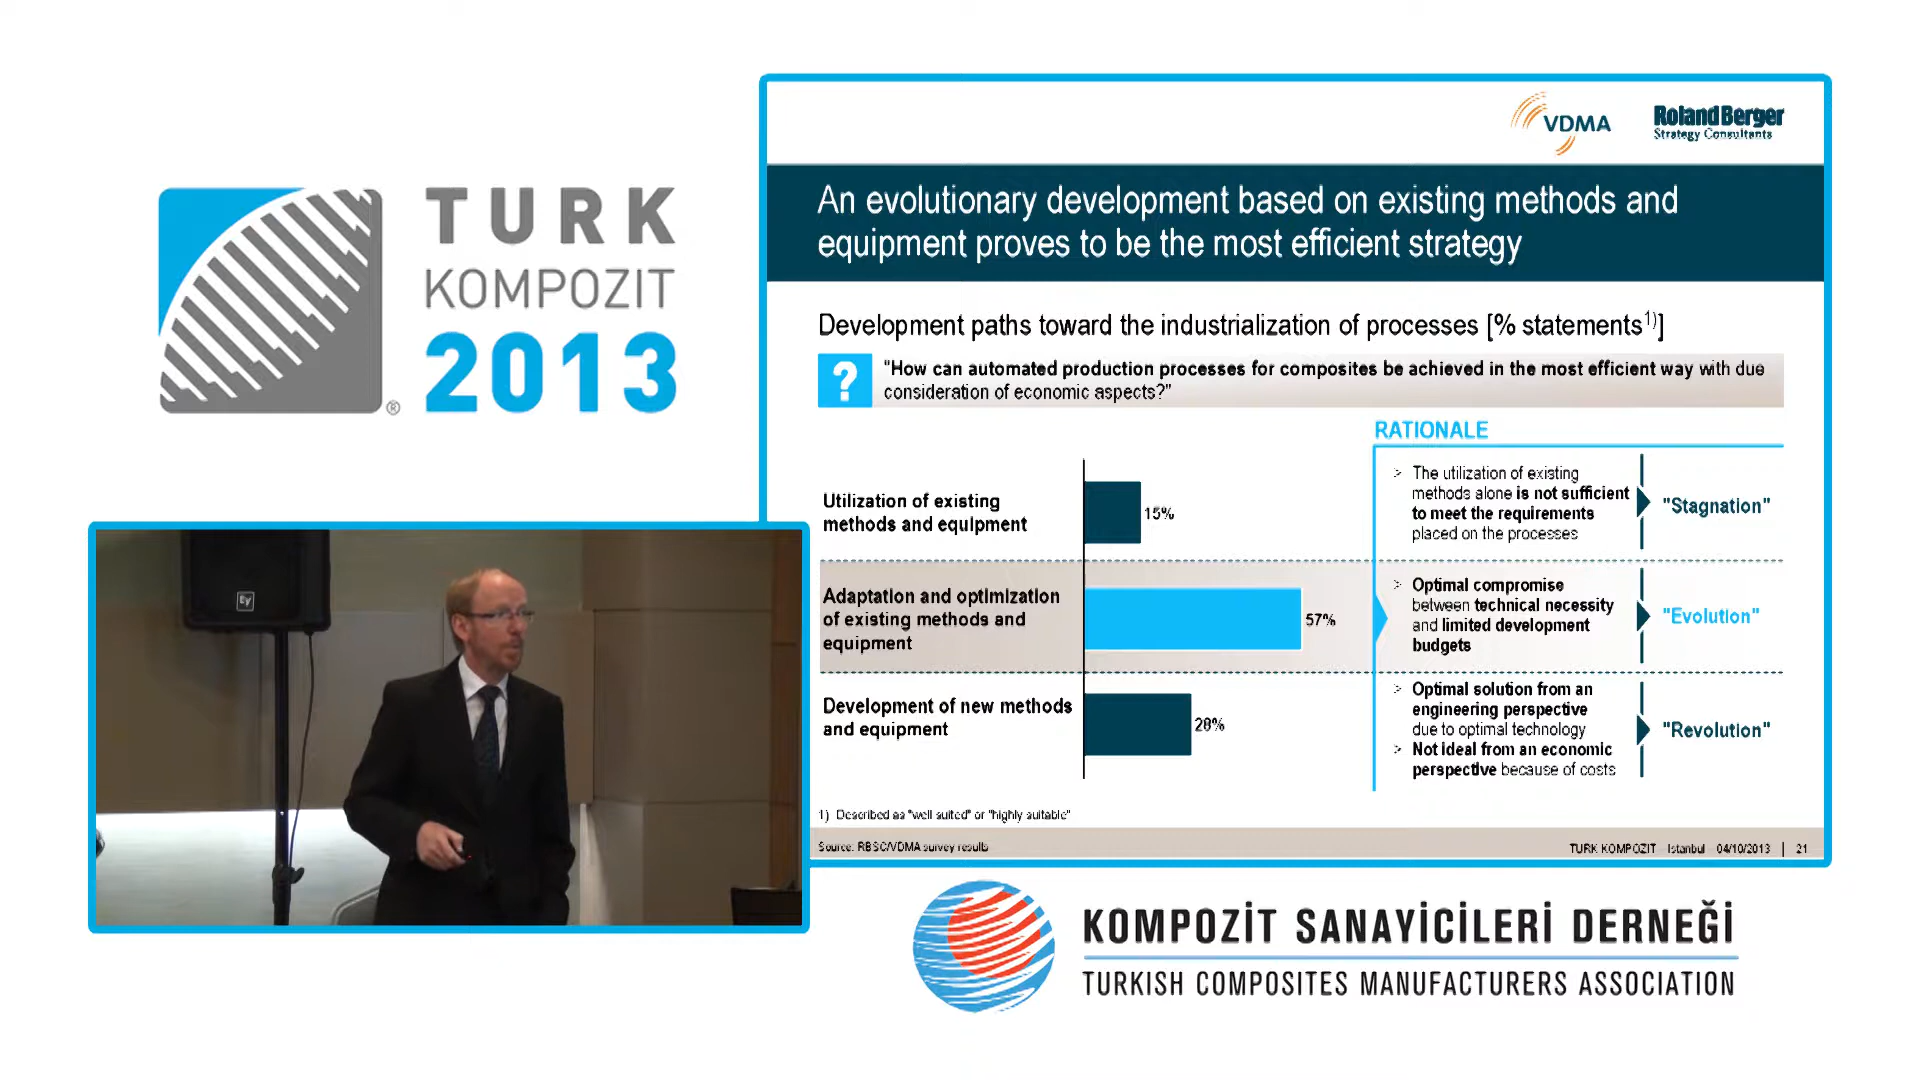 TURK
KOMPOZIT
2013
®
VDMA
Roland Berger
Strategy Consultants
An evolutionary development based on existing methods and
equipment proves to be the most efficient strategy
Development paths toward the industrialization of processes [% statements1)]
?
"How can automated production processes for composites be achieved in the most efficient way with due
consideration of economic aspects?"
RATIONALE
Utilization of existing
methods and equipment
15%
> The utilization of existing
methods alone is not sufficient
to meet the requirements
placed on the processes
"Stagnation"
Adaptation and optimization
of existing methods and
equipment
57%
> Optimal compromise
between technical necessity
and limited development
budgets
"Evolution"
Development of new methods
and equipment
28%
> Optimal solution from an
engineering perspective
due to optimal technology
> Not ideal from an economic
perspective because of costs
"Revolution"
1) Described as "well suited" or "highly suitable"
Source: RBSC/VDMA survey results
TURK KOMPOZIT - Istanbul - 04/10/2013 | 21
EV
KOMPOZİT SANAYİCİLERİ DERNEĞİ
TURKISH COMPOSITES MANUFACTURERS ASSOCIATION